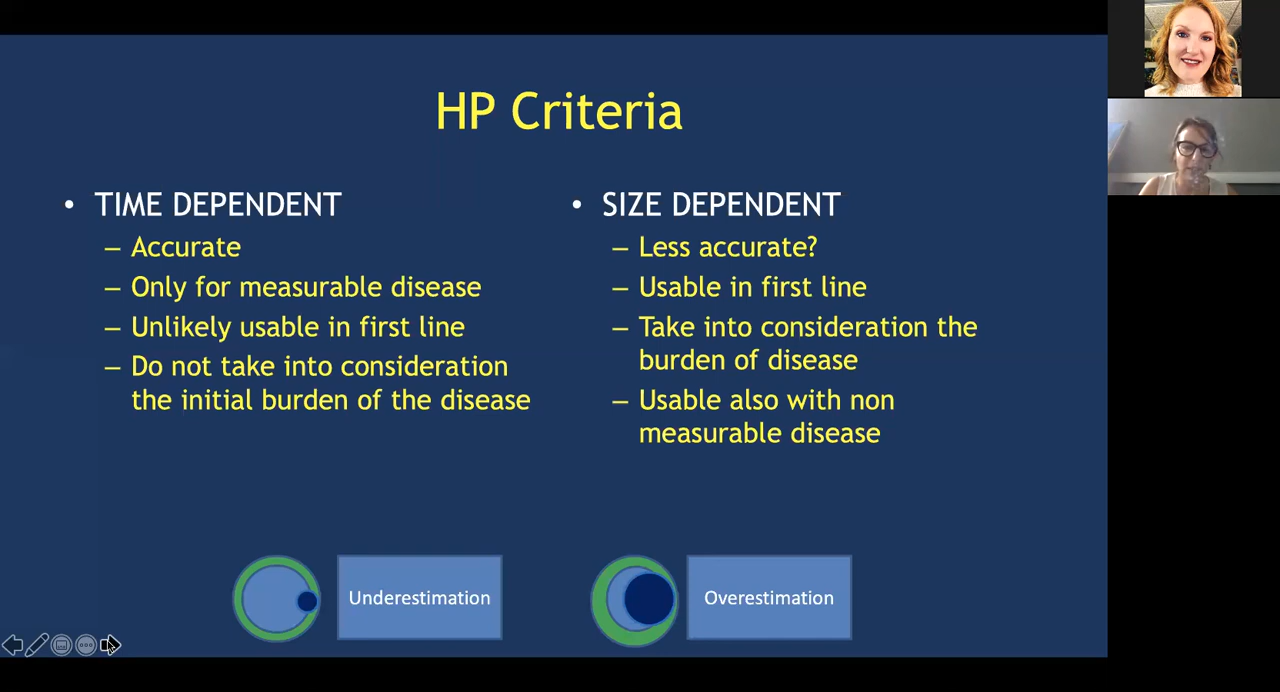 HP Criteria
• TIME DEPENDENT
– Accurate
– Only for measurable disease
– Unlikely usable in first line
– Do not take into consideration
the initial burden of the disease
• SIZE DEPENDENT
– Less accurate?
– Usable in first line
– Take into consideration the
burden of disease
– Usable also with non
measurable disease
Underestimation
Overestimation